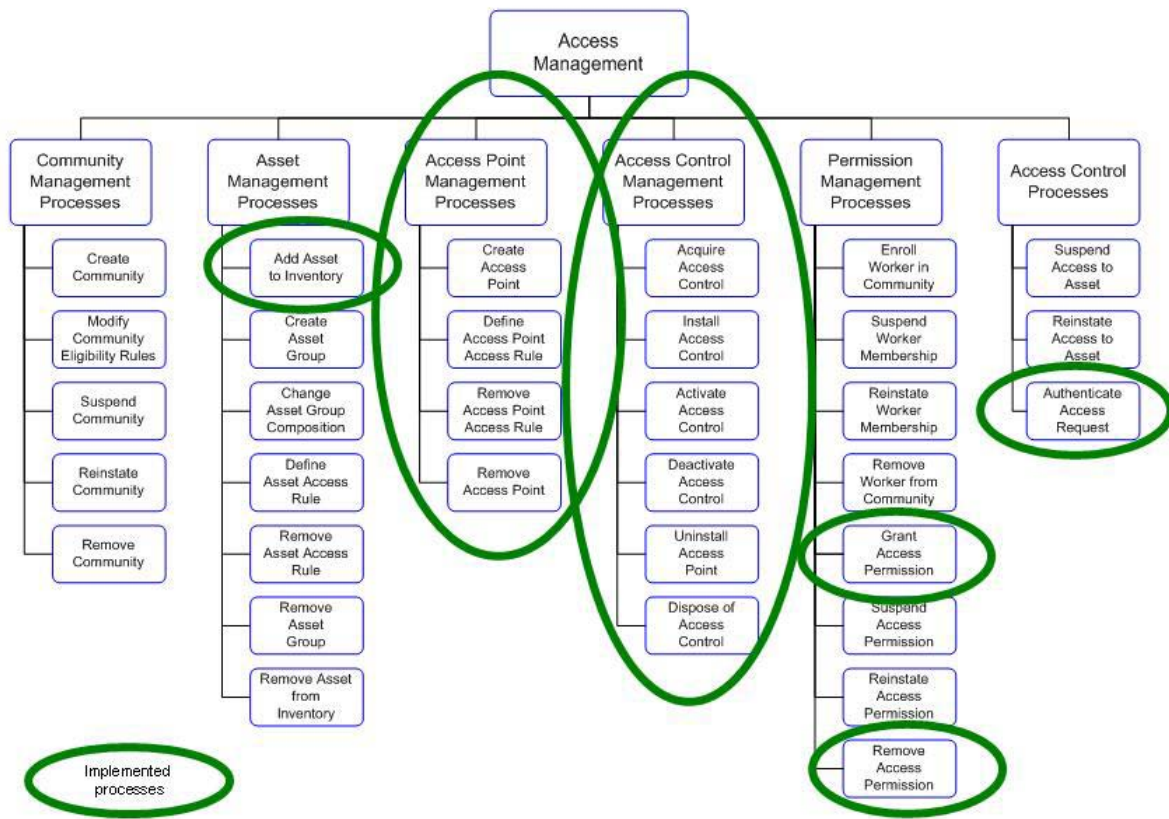 Access
Management
Community
Management
Processes
Create
Community
Modify
Community
Eligibility Rules
Suspend
Community
Reinstate
Community
Remove
Community
Asset
Management
Processes
Add Asset
to Inventory
Create
Asset
Group
Change
Asset Group
Composition
Define
Asset Access
Rule
Remove
Asset Access
Rule
Remove
Asset
Group
Remove Asset
from
Inventory
Access Point
Management
Processes
Create
Access
Point
Define
Access Point
Access Rule
Remove
Access Point
Access Rule
Remove
Access Point
Access Control
Management
Processes
Acquire
Access
Control
Install
Access
Control
Activate
Access
Control
Deactivate
Access
Control
Uninstall
Access
Point
Dispose of
Access
Control
Permission
Management
Processes
Enroll
Worker in
Community
Suspend
Worker
Membership
Reinstate
Worker
Membership
Remove
Worker from
Community
Grant
Access
Permission
Suspend
Access
Permission
Reinstate
Access
Permission
Remove
Access
Permission
Access Control
Processes
Suspend
Access to
Asset
Reinstate
Access to
Asset
Authenticate
Access
Request
Implemented
processes